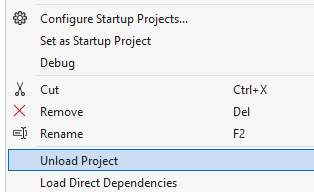 Configure Startup Projects...
Set as Startup Project
Debug
Cut Ctrl+X
Remove Del
Rename F2
Unload Project
Load Direct Dependencies